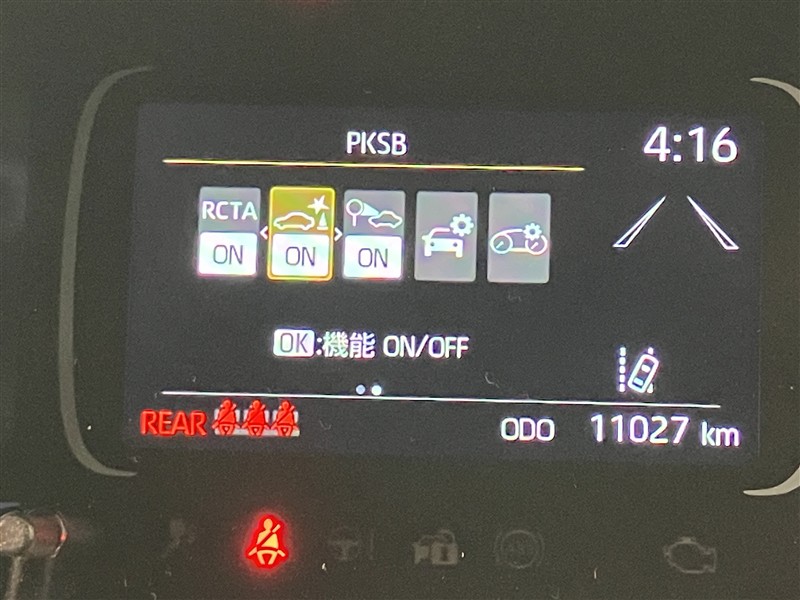 PKSB
4:16
RCTA
ON
ON
ON
OK:機能 ON/OFF
REAR
ODO 11027 km